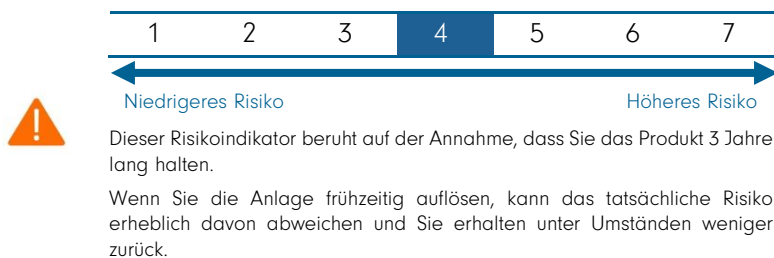 1 2 3 4 5 6 7
Niedrigeres Risiko Höheres Risiko
Dieser Risikoindikator beruht auf der Annahme, dass Sie das Produkt 3 Jahre
lang halten.
Wenn Sie die Anlage frühzeitig auflösen, kann das tatsächliche Risiko
erheblich davon abweichen und Sie erhalten unter Umständen weniger
zurück.